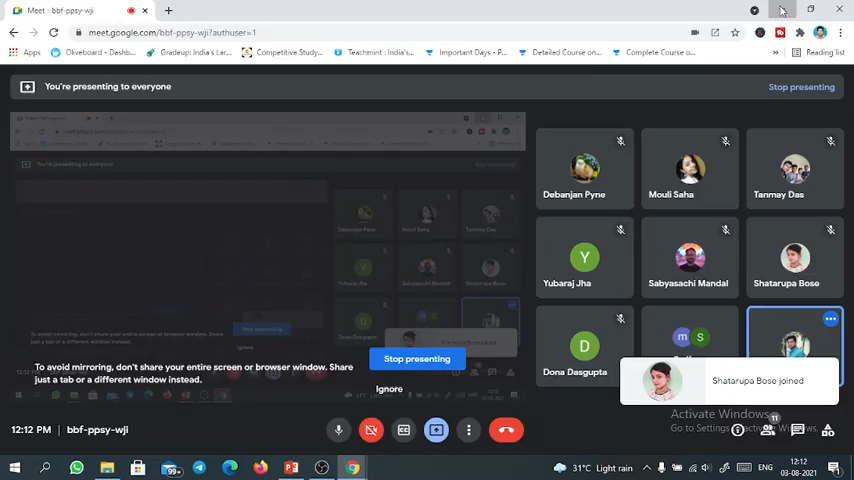 Meet - bbf-ppsy-wji
meet.google.com/bbf-ppsy-wji?authuser=1
Apps Oliveboard - Dashb... Gradeup: India's Lar... Competitive Study... Teachmint : India's... Important Days •... Detailed Course on... Complete Course o... Reading list
You're presenting to everyone
Stop presenting
Debanjan Pyne
Mouli Saha
Tanmay Das
Y
Yubaraj Jha
Sabyasachi Mandal
Shatarupa Bose
D
Dona Dasgupta
m S
To avoid mirroring, don't share your entire screen or browser window. Share
just a tab or a different window instead.
Stop presenting
Ignore
Shatarupa Bose joined
Activate Windows
Go to Settings
12:12 PM | bbf-ppsy-wji
11
99+
31°C Light rain
ENG
12:12
03-08-2021
1